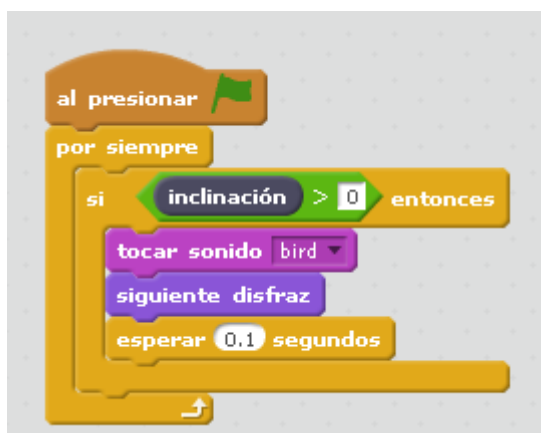 al presionar
por siempre
si inclinación > 0 entonces
tocar sonido bird
siguiente disfraz
esperar 0.1 segundos